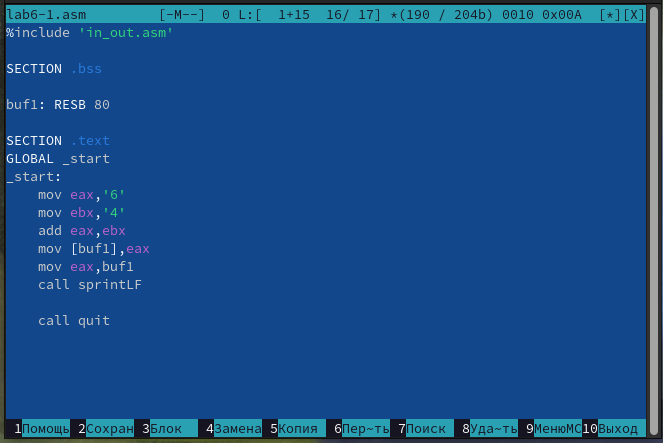 lab6-1.asm [-M--] 0 L:[ 1+15 16/ 17] *(190 / 204b) 0010 0x00A [*][X]
%include 'in_out.asm'
SECTION .bss
buf1: RESB 80
SECTION .text
GLOBAL _start
_start:
mov eax,'6'
mov ebx,'4'
add eax,ebx
mov [buf1],eax
mov eax,buf1
call sprintLF
call quit
1Помощь 2Сохран 3Блок 4Замена 5Копия 6Пер~ть 7Поиск 8Уда~ть 9МенюMC 10Выход